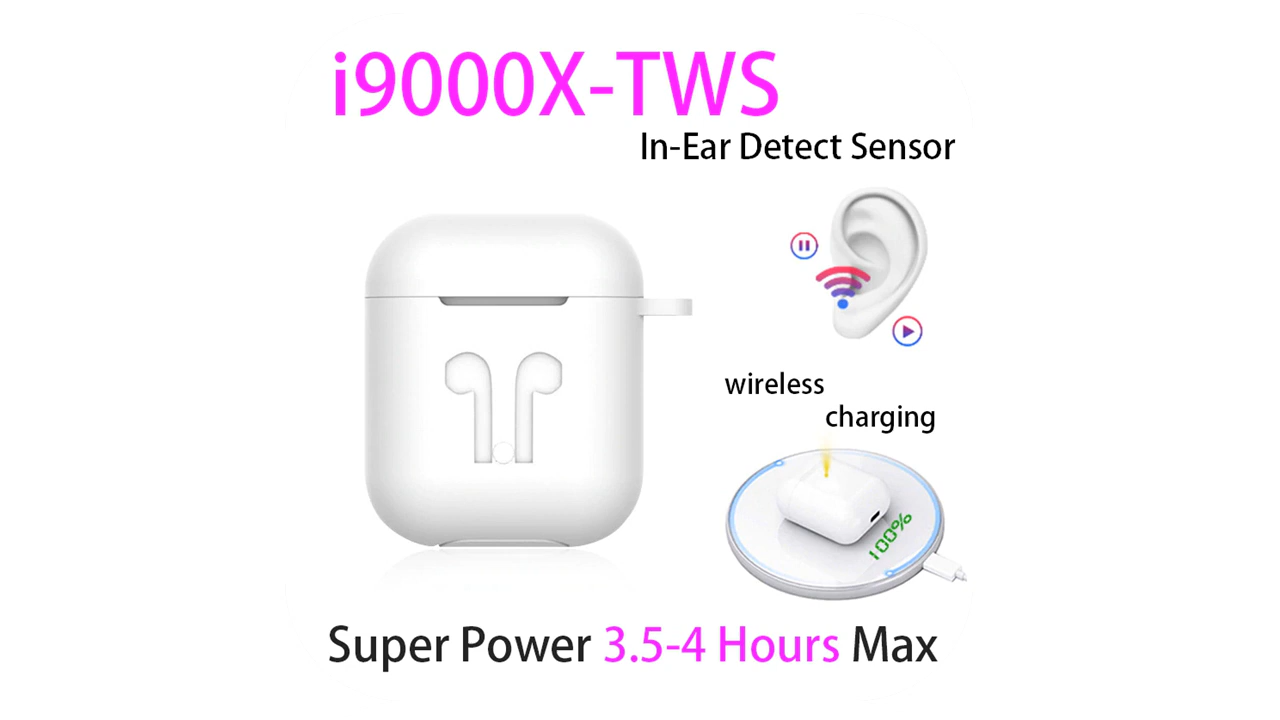 i9000X-TWS
In-Ear Detect Sensor
wireless
charging
100%
Super Power 3.5-4 Hours Max